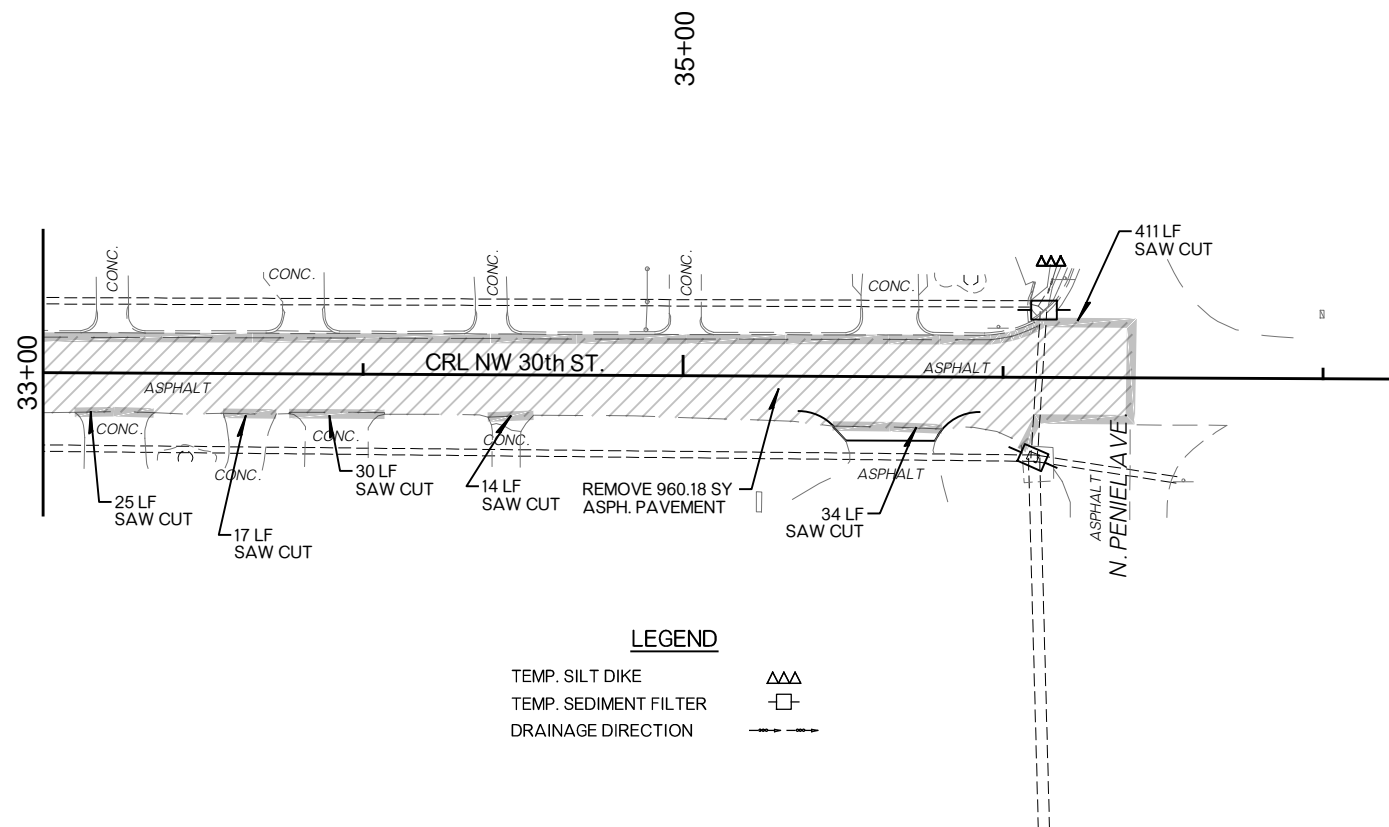 35+00
33+00
CONC.
CONC.
CONC.
CONC.
CONC.
411 LF
SAW CUT
CRL NW 30th ST.
ASPHALT
ASPHALT
CONC.
CONC.
CONC.
CONC.
ASPHALT
25 LF
SAW CUT
17 LF
SAW CUT
30 LF
SAW CUT
14 LF
SAW CUT
REMOVE 960.18 SY
ASPH. PAVEMENT
34 LF
SAW CUT
ASPHALT
N. PENIEL AVE.
LEGEND
TEMP. SILT DIKE
TEMP. SEDIMENT FILTER
DRAINAGE DIRECTION